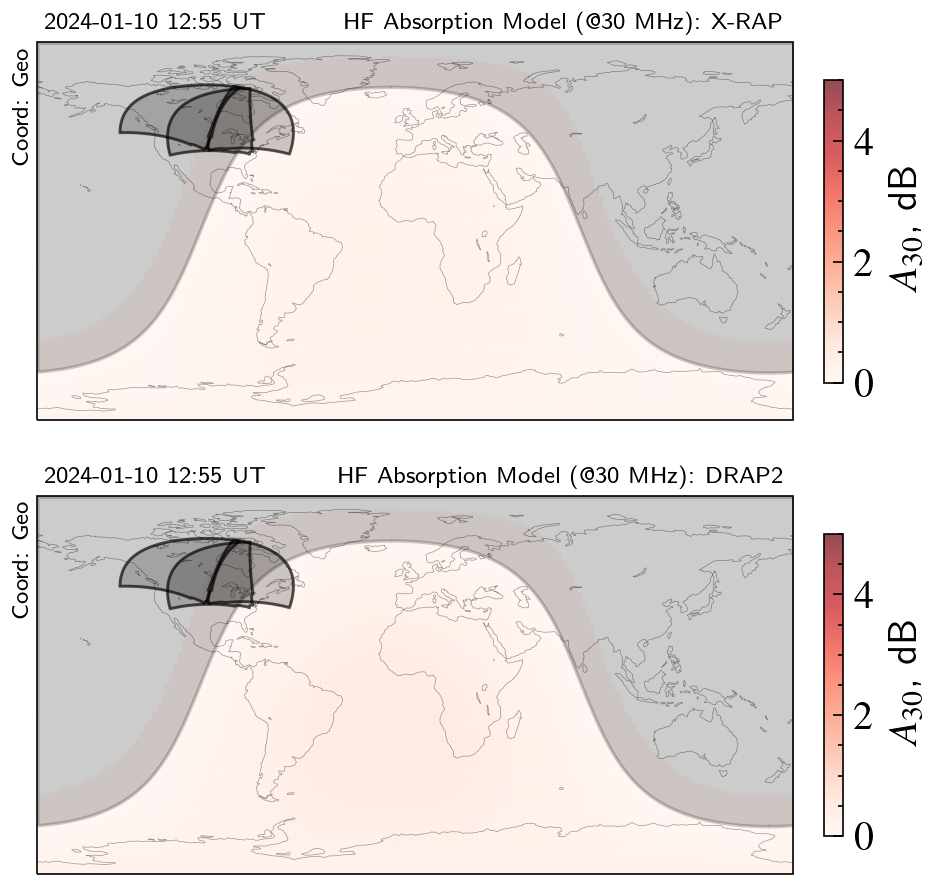 2024-01-10 12:55 UT HF Absorption Model (@30 MHz): X-RAP
Coord: Geo
4
2
0
A30, dB
2024-01-10 12:55 UT HF Absorption Model (@30 MHz): DRAP2
Coord: Geo
4
2
0
A30, dB